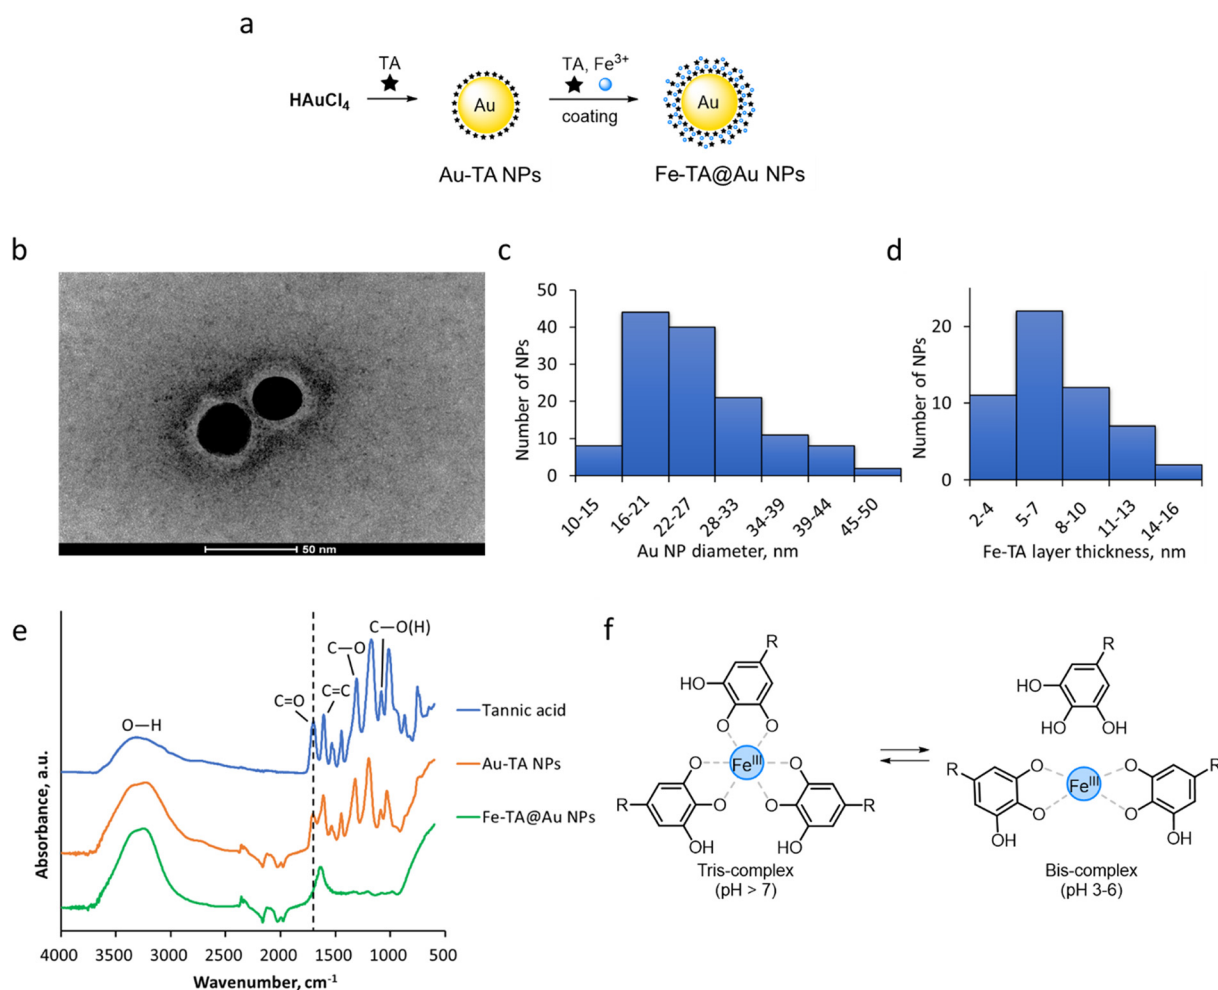 a
TA
TA, Fe³⁺
HAuCl₄
Au
Au
coating
Au-TA NPs
Fe-TA@Au NPs
b
50 nm
c
Number of NPs
50
40
30
20
10
0
10-15
16-21
22-27
28-33
34-39
39-44
45-50
Au NP diameter, nm
d
Number of NPs
20
10
0
2-4
5-7
8-10
11-13
14-16
Fe-TA layer thickness, nm
e
Absorbance, a.u.
O—H
C=O
C=C
C—O
C—O(H)
Tannic acid
Au-TA NPs
Fe-TA@Au NPs
4000
3500
3000
2500
2000
1500
1000
500
Wavenumber, cm⁻¹
f
R
HO
O
O
O
Feᴵᴵᴵ
O
R
O
O
R
OH
HO
Tris-complex
(pH > 7)
R
HO
HO
OH
R
O
O
R
O
Feᴵᴵᴵ
O
OH
OH
Bis-complex
(pH 3-6)